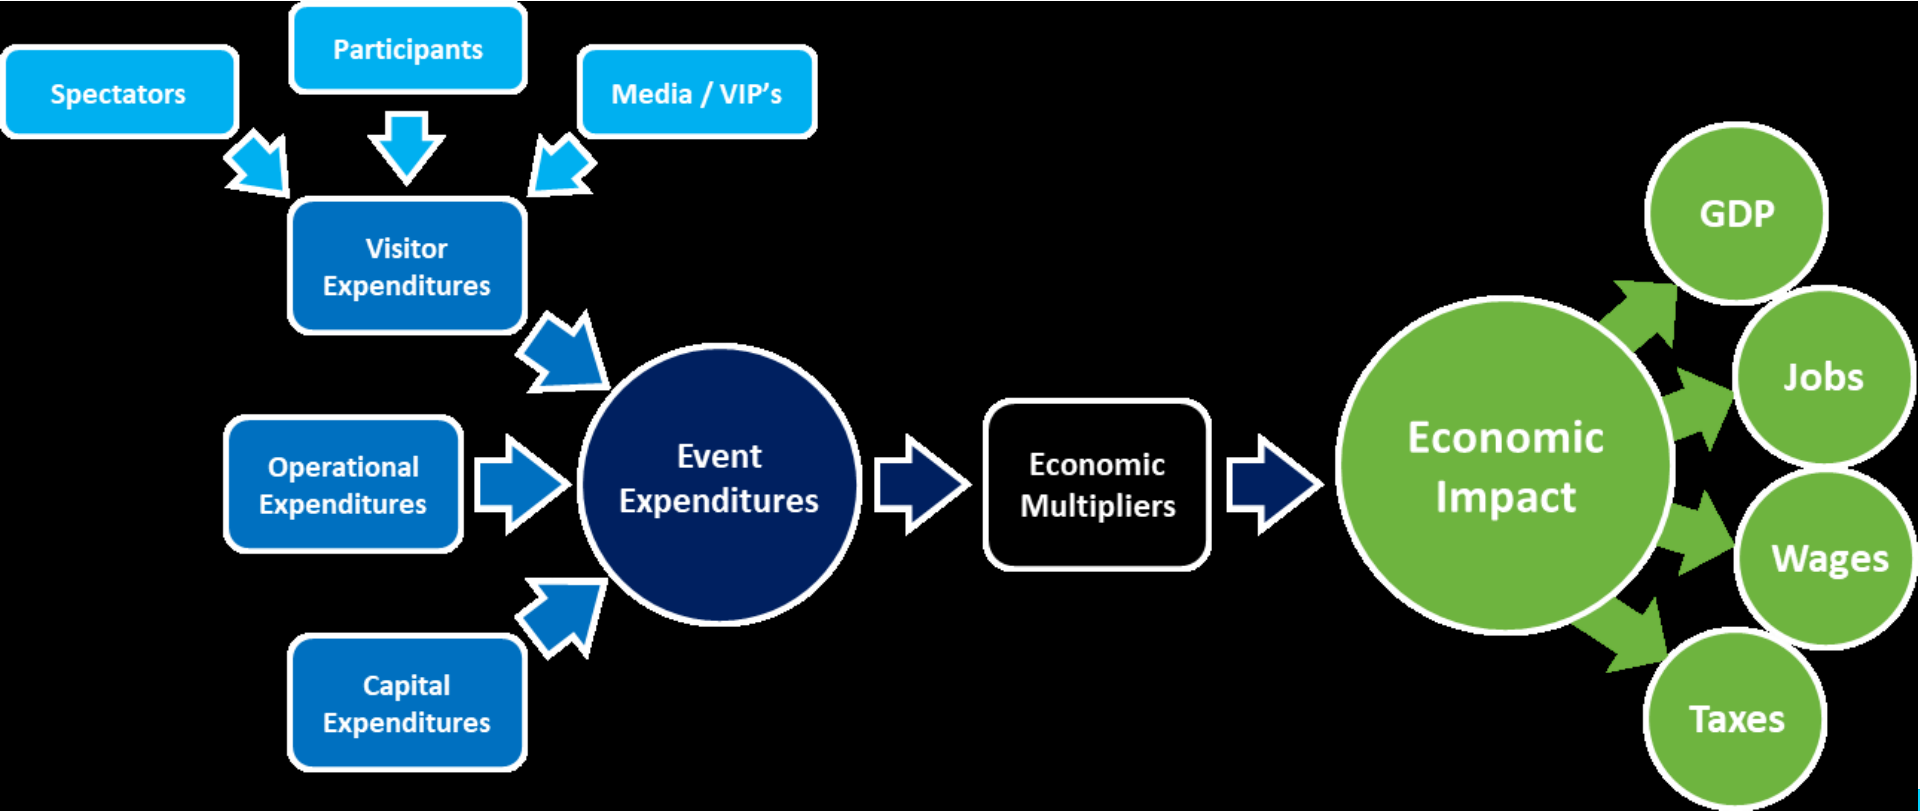 Participants
Spectators
Media / VIP's
Visitor
Expenditures
Operational
Expenditures
Capital
Expenditures
Event
Expenditures
Economic
Multipliers
Economic
Impact
GDP
Jobs
Wages
Taxes